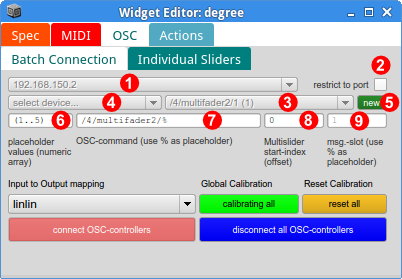 Widget Editor: degree
Spec MIDI OSC Actions
Batch Connection Individual Sliders
2
192.168.150.2 1 restrict to port
select device... 4 /4/multifader2/1 (1) 3 new 5
(1..5) 6 /4/multifader2/% 7 0 8 1 9
placeholder values (numeric array)
OSC-command (use % as placeholder)
Multislider start-index (offset)
msg.-slot (use % as placeholder)
Input to Output mapping Global Calibration Reset Calibration
linlin calibrating all reset all
connect OSC-controllers disconnect all OSC-controllers